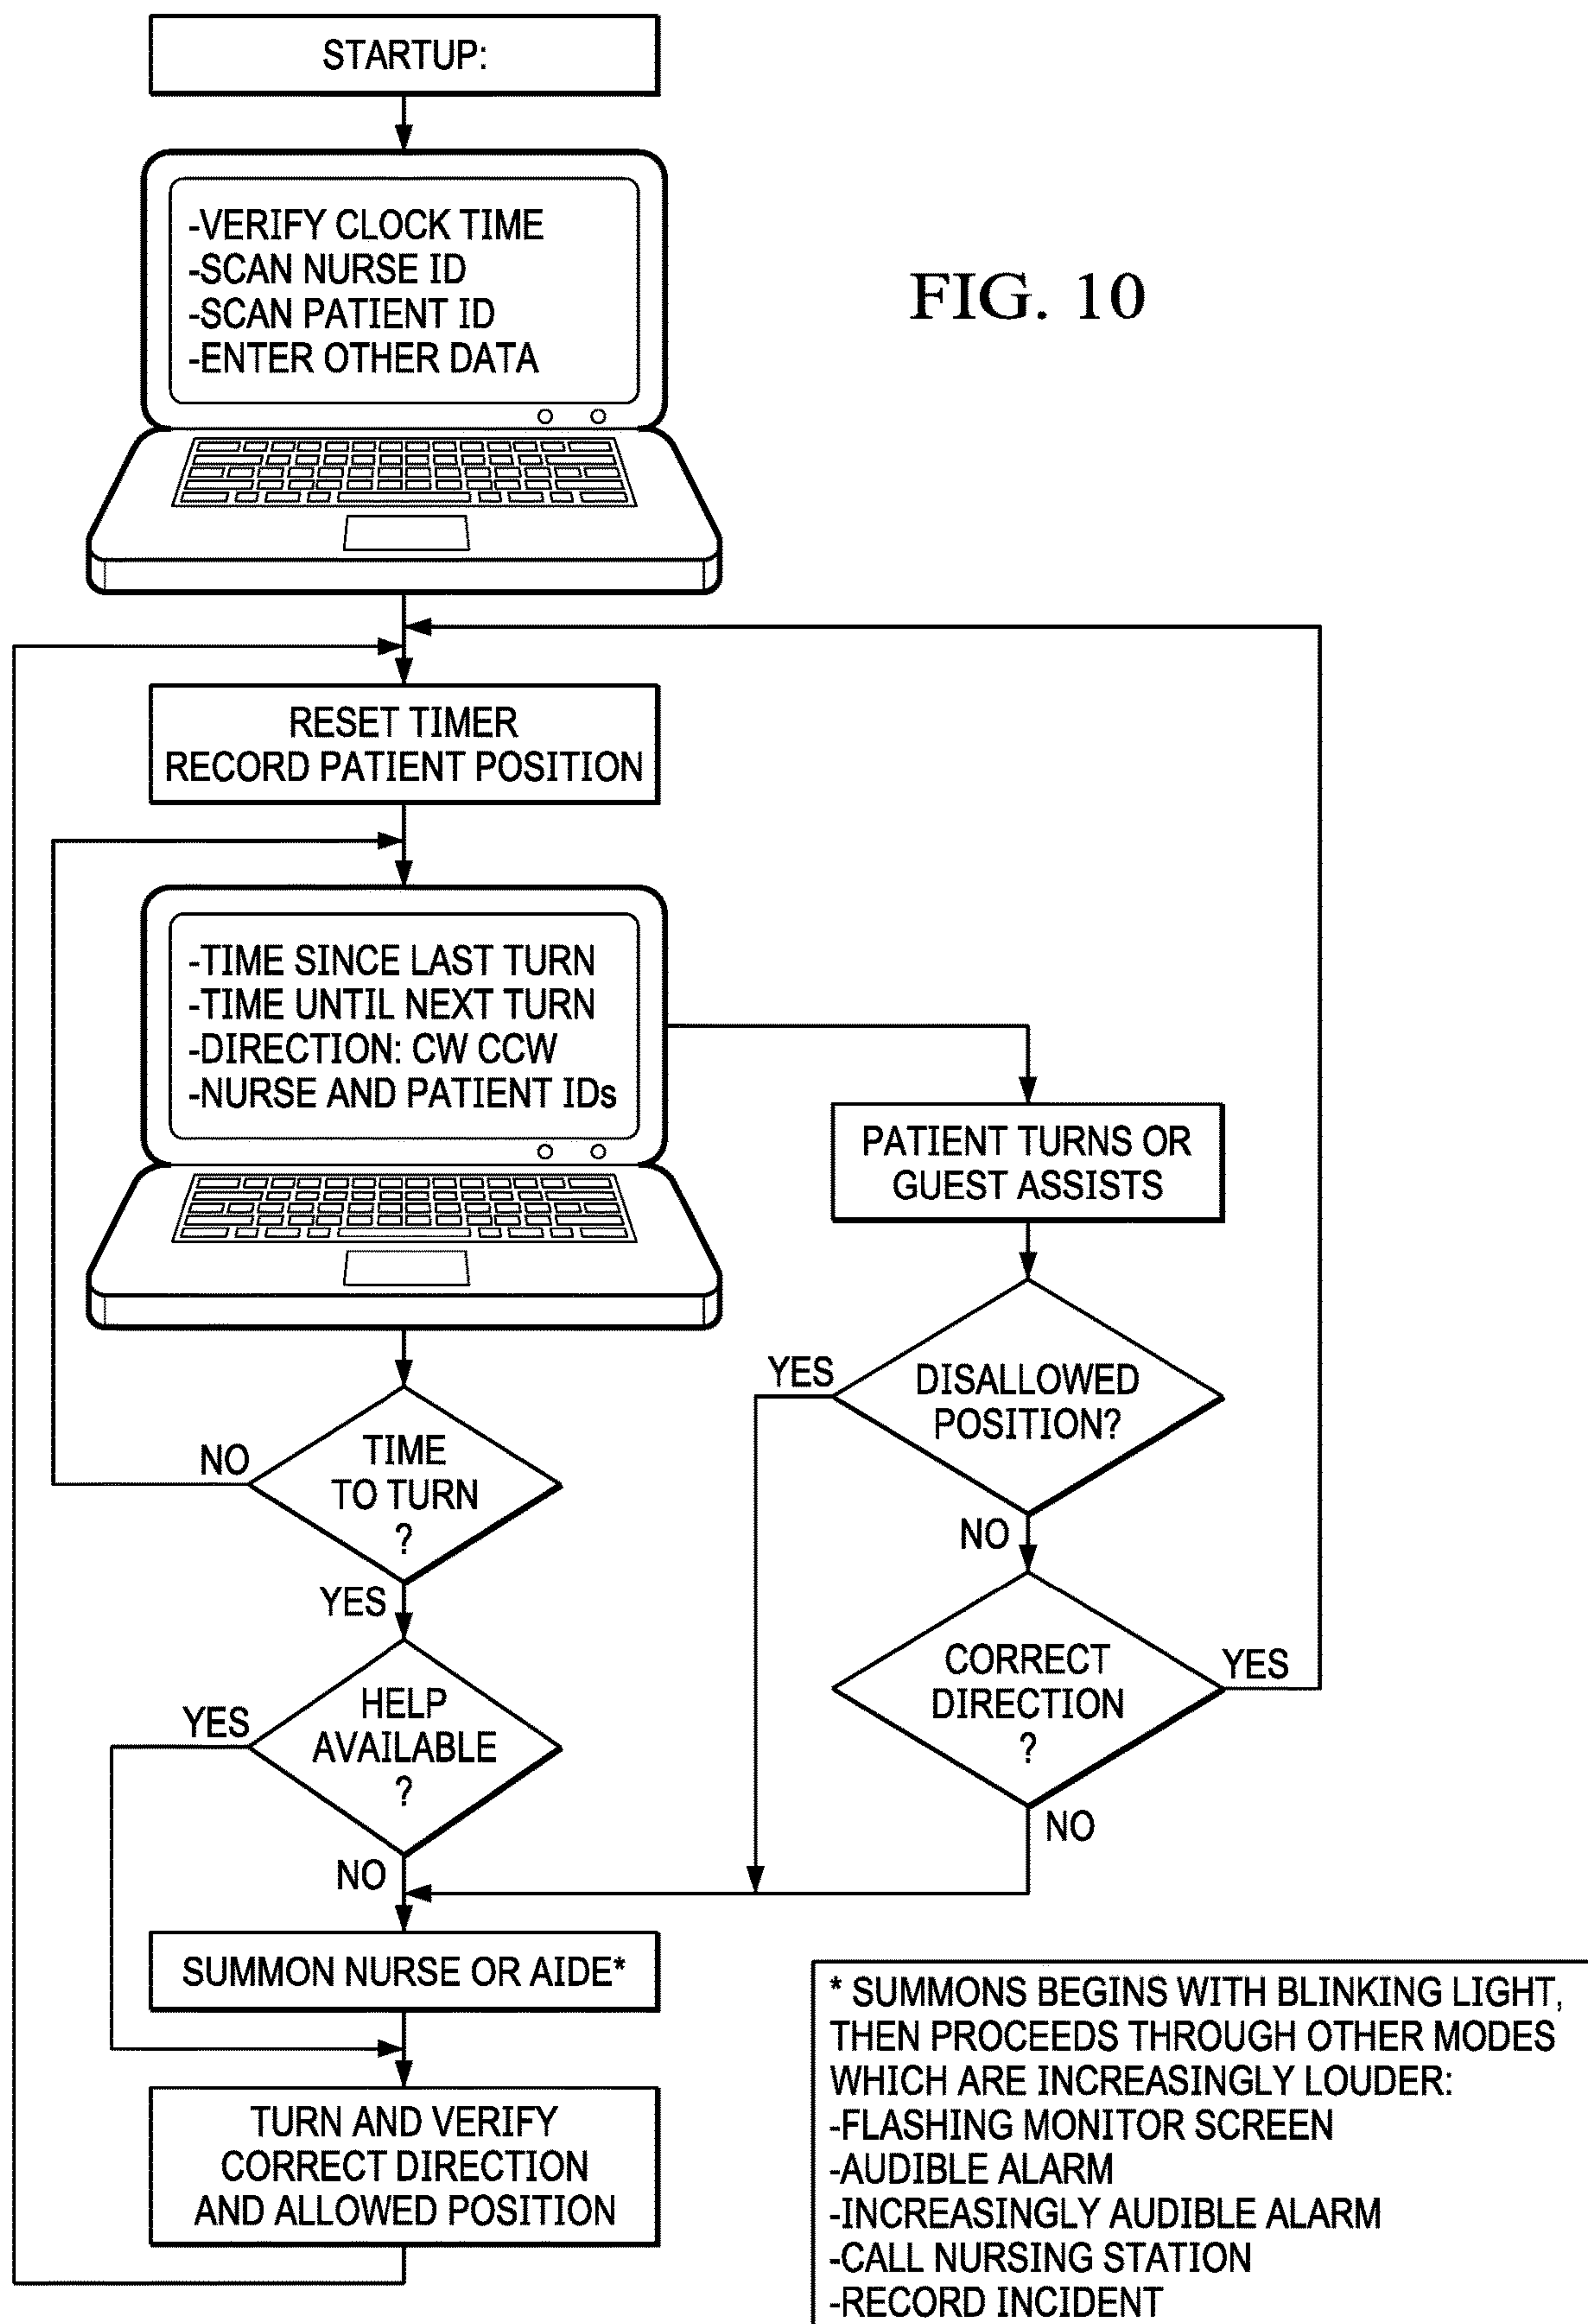 STARTUP:
-VERIFY CLOCK TIME
-SCAN NURSE ID
-SCAN PATIENT ID
-ENTER OTHER DATA
FIG. 10
RESET TIMER
RECORD PATIENT POSITION
-TIME SINCE LAST TURN
-TIME UNTIL NEXT TURN
-DIRECTION: CW CCW
-NURSE AND PATIENT IDs
PATIENT TURNS OR
GUEST ASSISTS
YES
DISALLOWED
POSITION?
NO
TIME
TO TURN
?
NO
YES
CORRECT
DIRECTION
?
YES
NO
YES
HELP
AVAILABLE
?
NO
SUMMON NURSE OR AIDE*
TURN AND VERIFY
CORRECT DIRECTION
AND ALLOWED POSITION
* SUMMONS BEGINS WITH BLINKING LIGHT,
THEN PROCEEDS THROUGH OTHER MODES
WHICH ARE INCREASINGLY LOUDER:
-FLASHING MONITOR SCREEN
-AUDIBLE ALARM
-INCREASINGLY AUDIBLE ALARM
-CALL NURSING STATION
-RECORD INCIDENT